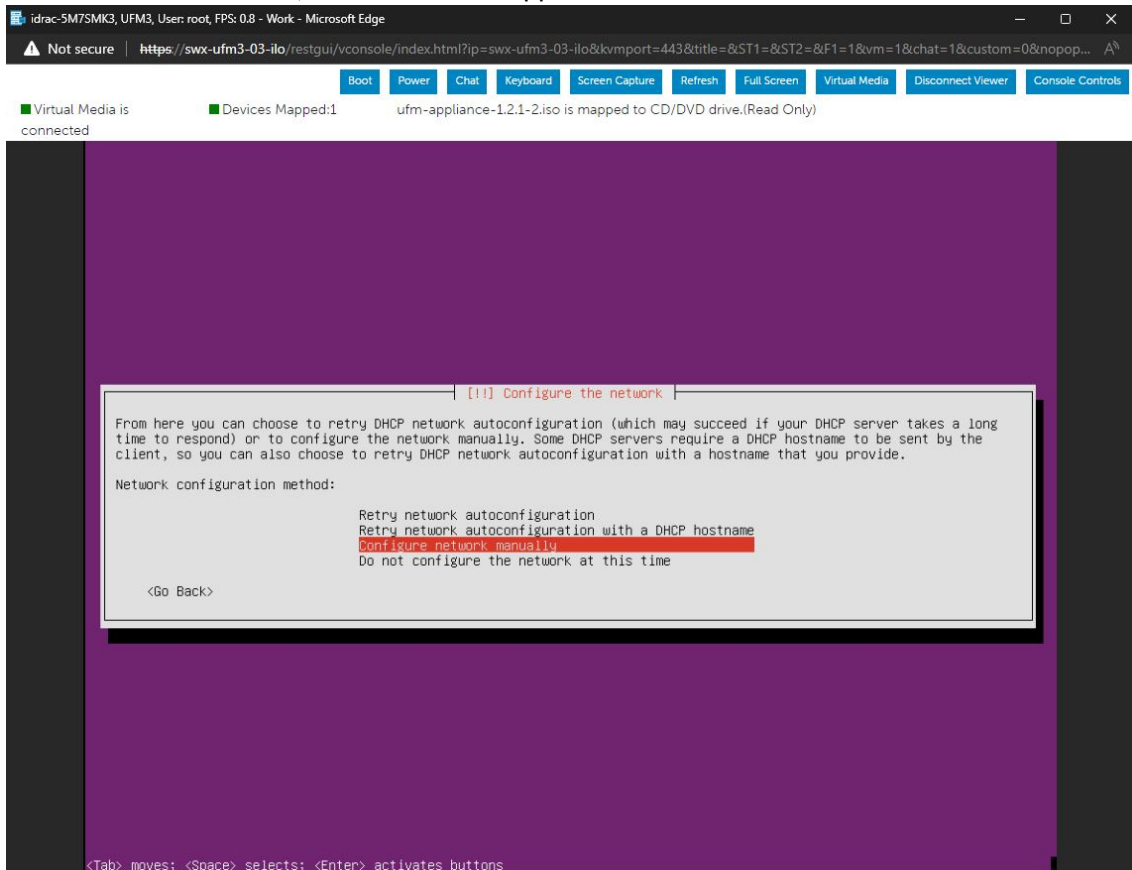 idrac-5M7SMK3, UFM3, User: root, FPS: 0.8 - Work - Microsoft Edge
Not secure | https://swx-ufm3-03-ilo/restgui/vconsole/index.html?ip=swx-ufm3-03-ilo&kvmport=443&title=&ST1=&ST2=&F1=1&vm=1&chat=1&custom=0&nopop...
Boot Power Chat Keyboard Screen Capture Refresh Full Screen Virtual Media Disconnect Viewer Console Controls
Virtual Media is connected
Devices Mapped:1
ufm-appliance-1.2.1-2.iso is mapped to CD/DVD drive.(Read Only)
[!!] Configure the network
From here you can choose to retry DHCP network autoconfiguration (which may succeed if your DHCP server takes a long
time to respond) or to configure the network manually. Some DHCP servers require a DHCP hostname to be sent by the
client, so you can also choose to retry DHCP network autoconfiguration with a hostname that you provide.
Network configuration method:
Retry network autoconfiguration
Retry network autoconfiguration with a DHCP hostname
Configure network manually
Do not configure the network at this time
<Go Back>
<Tab> moves; <Space> selects; <Enter> activates buttons